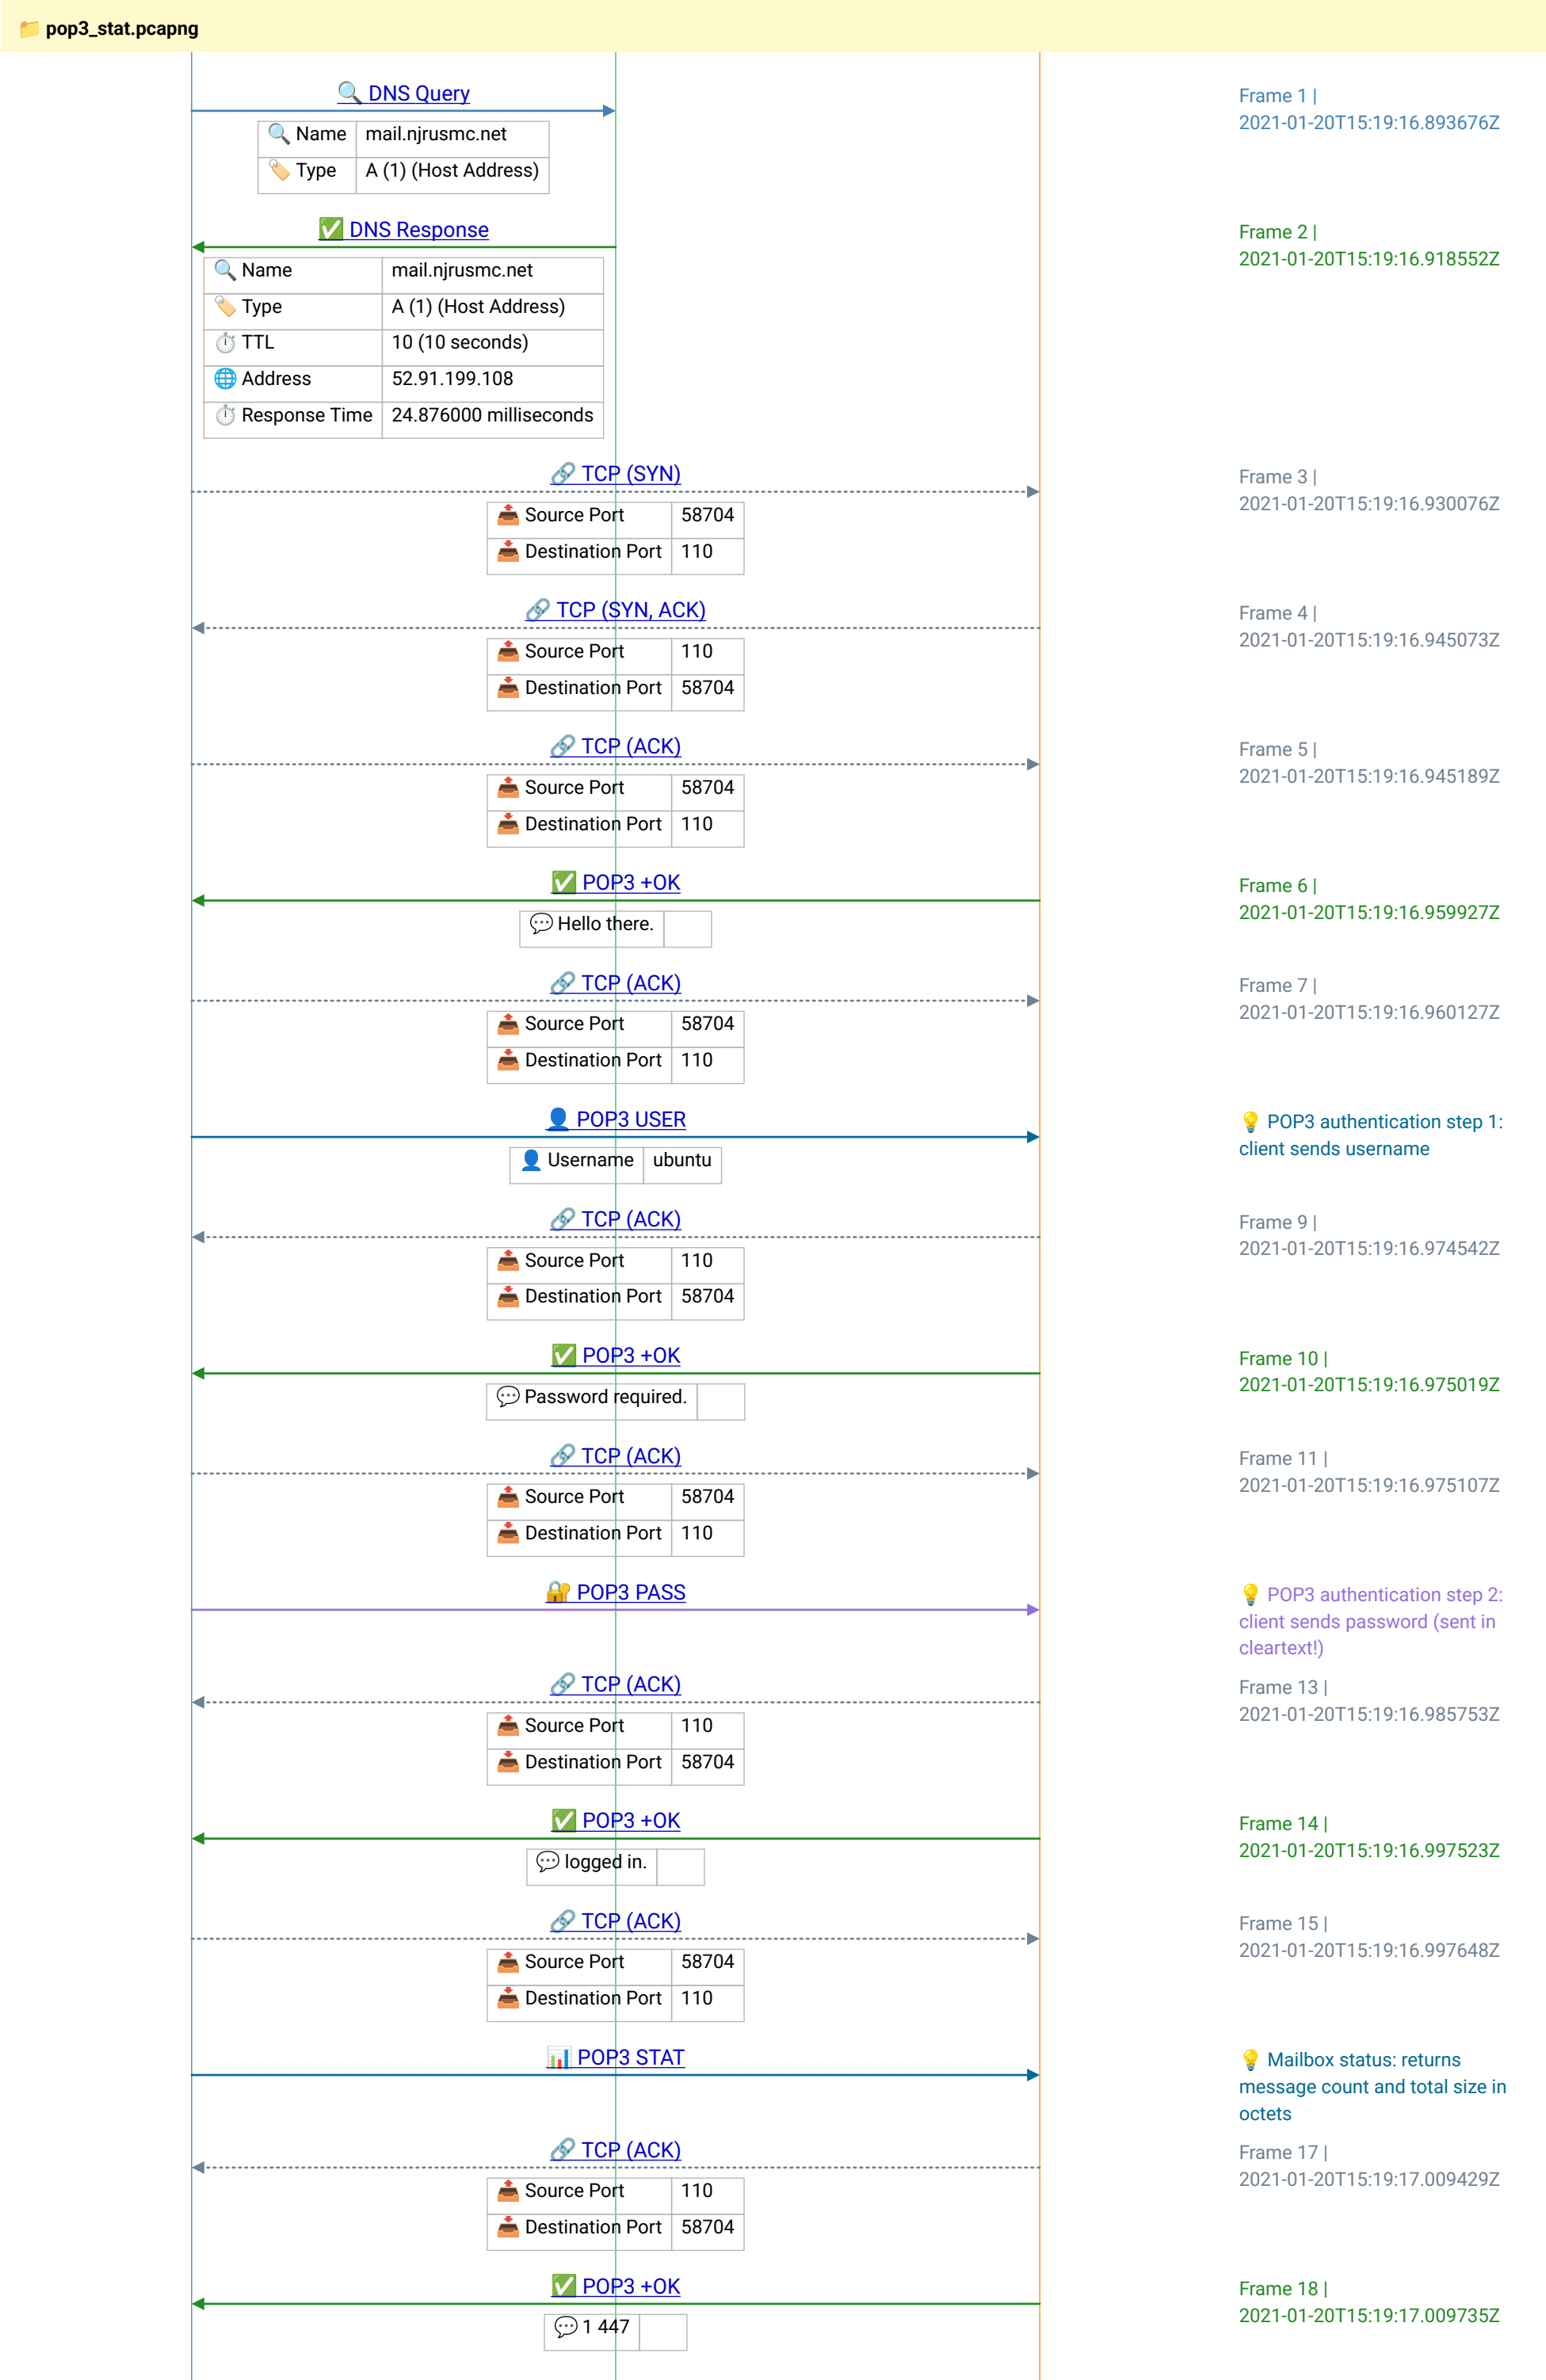 📁 pop3_stat.pcapng
🔍 DNS Query
Frame 1 |
2021-01-20T15:19:16.893676Z
🔍 Name mail.njrusmc.net
🏷️ Type A (1) (Host Address)
✅ DNS Response
Frame 2 |
2021-01-20T15:19:16.918552Z
🔍 Name mail.njrusmc.net
🏷️ Type A (1) (Host Address)
⏱️ TTL 10 (10 seconds)
🌐 Address 52.91.199.108
⏱️ Response Time 24.876000 milliseconds
🔗 TCP (SYN)
Frame 3 |
2021-01-20T15:19:16.930076Z
📤 Source Port 58704
📥 Destination Port 110
🔗 TCP (SYN, ACK)
Frame 4 |
2021-01-20T15:19:16.945073Z
📤 Source Port 110
📥 Destination Port 58704
🔗 TCP (ACK)
Frame 5 |
2021-01-20T15:19:16.945189Z
📤 Source Port 58704
📥 Destination Port 110
✅ POP3 +OK
Frame 6 |
2021-01-20T15:19:16.959927Z
💬 Hello there.
🔗 TCP (ACK)
Frame 7 |
2021-01-20T15:19:16.960127Z
📤 Source Port 58704
📥 Destination Port 110
👤 POP3 USER
💡 POP3 authentication step 1:
client sends username
👤 Username ubuntu
🔗 TCP (ACK)
Frame 9 |
2021-01-20T15:19:16.974542Z
📤 Source Port 110
📥 Destination Port 58704
✅ POP3 +OK
Frame 10 |
2021-01-20T15:19:16.975019Z
💬 Password required.
🔗 TCP (ACK)
Frame 11 |
2021-01-20T15:19:16.975107Z
📤 Source Port 58704
📥 Destination Port 110
🔐 POP3 PASS
💡 POP3 authentication step 2:
client sends password (sent in
cleartext!)
🔗 TCP (ACK)
Frame 13 |
2021-01-20T15:19:16.985753Z
📤 Source Port 110
📥 Destination Port 58704
✅ POP3 +OK
Frame 14 |
2021-01-20T15:19:16.997523Z
💬 logged in.
🔗 TCP (ACK)
Frame 15 |
2021-01-20T15:19:16.997648Z
📤 Source Port 58704
📥 Destination Port 110
📊 POP3 STAT
💡 Mailbox status: returns
message count and total size in
octets
🔗 TCP (ACK)
Frame 17 |
2021-01-20T15:19:17.009429Z
📤 Source Port 110
📥 Destination Port 58704
✅ POP3 +OK
Frame 18 |
2021-01-20T15:19:17.009735Z
💬 1 447